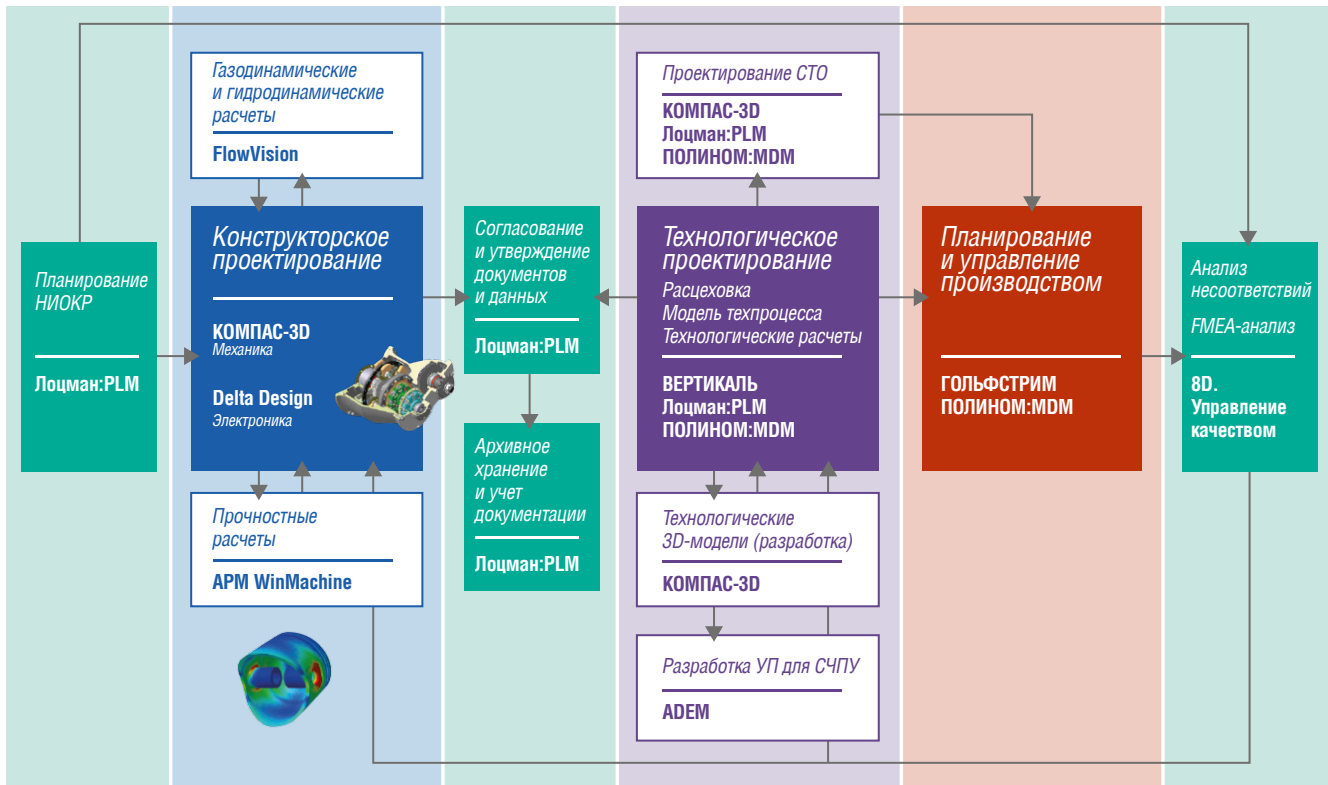 Планирование
НИОКР
Лоцман:PLM
Газодинамические
и гидродинамические
расчеты
FlowVision
Конструкторское
проектирование
КОМПАС-3D
Механика
Delta Design
Электроника
Прочностные
расчеты
APM WinMachine
Согласование
и утверждение
документов
и данных
Лоцман:PLM
Архивное
хранение
и учет
документации
Лоцман:PLM
Проектирование СТО
КОМПАС-3D
Лоцман:PLM
ПОЛИНОМ:MDM
Технологическое
проектирование
Расцеховка
Модель техпроцесса
Технологические расчеты
ВЕРТИКАЛЬ
Лоцман:PLM
ПОЛИНОМ:MDM
Технологические
3D-модели (разработка)
КОМПАС-3D
Разработка УП для СЧПУ
ADEM
Планирование
и управление
производством
ГОЛЬФСТРИМ
ПОЛИНОМ:MDM
Анализ
несоответствий
FMEA-анализ
8D.
Управление
качеством